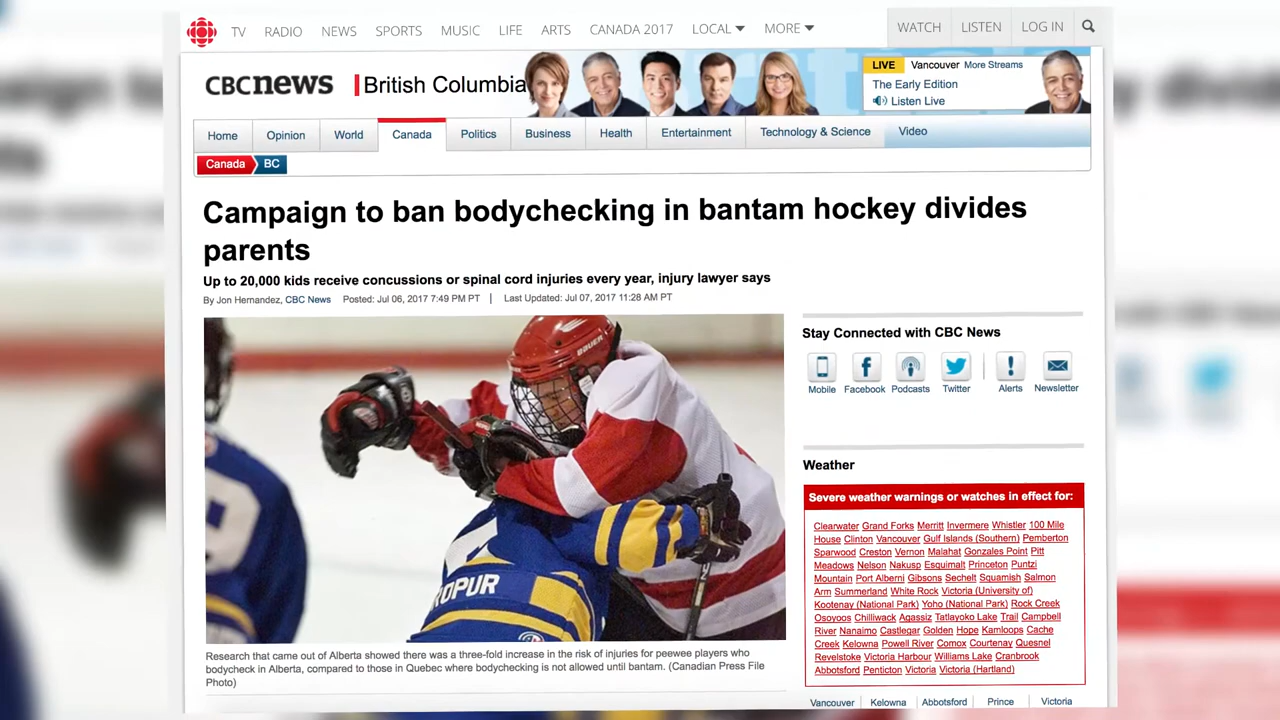 TV RADIO NEWS SPORTS MUSIC LIFE ARTS CANADA 2017 LOCAL MORE WATCH LISTEN LOG IN
CBCnews British Columbia
LIVE Vancouver More Streams
The Early Edition
Listen Live
Home Opinion World Canada Politics Business Health Entertainment Technology & Science Video
Canada BC
Campaign to ban bodychecking in bantam hockey divides
parents
Up to 20,000 kids receive concussions or spinal cord injuries every year, injury lawyer says
By Jon Hernandez, CBC News Posted: Jul 06, 2017 7:49 PM PT | Last Updated: Jul 07, 2017 11:28 AM PT
BAUER
9
ROPUR
Research that came out of Alberta showed there was a three-fold increase in the risk of injuries for peewee players who
bodycheck in Alberta, compared to those in Quebec where bodychecking is not allowed until bantam. (Canadian Press File
Photo)
Stay Connected with CBC News
Mobile Facebook Podcasts Twitter Alerts Newsletter
Weather
Severe weather warnings or watches in effect for:
Clearwater Grand Forks Merritt Invermere Whistler 100 Mile
House Clinton Vancouver Gulf Islands (Southern) Pemberton
Sparwood Creston Vernon Malahat Gonzales Point Pitt
Meadows Nelson Nakusp Esquimalt Princeton Puntzi
Mountain Port Alberni Gibsons Sechelt Squamish Salmon
Arm Summerland White Rock Victoria (University of)
Kootenay (National Park) Yoho (National Park) Rock Creek
Osoyoos Chilliwack Agassiz Tatlayoko Lake Trail Campbell
River Nanaimo Castlegar Golden Hope Kamloops Cache
Creek Kelowna Powell River Comox Courtenay Quesnel
Revelstoke Victoria Harbour Williams Lake Cranbrook
Abbotsford Penticton Victoria Victoria (Hartland)
Vancouver Kelowna Abbotsford Prince Victoria